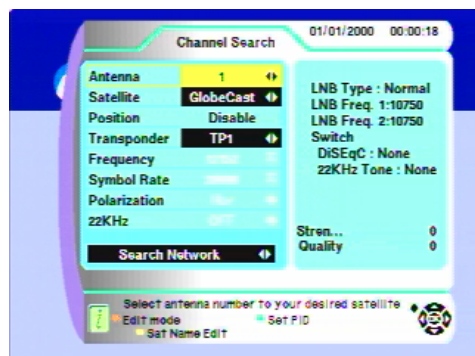 Channel Search
01/01/2000 00:00:18
Antenna 1
Satellite GlobeCast
Position Disable
Transponder TP1
Frequency
Symbol Rate
Polarization
22KHz OFF
Search Network
LNB Type : Normal
LNB Freq. 1:10750
LNB Freq. 2:10750
Switch
DiSEqC : None
22KHz Tone : None
Stren... 0
Quality 0
Select antenna number to your desired satellite
Edit mode Set PID
Sat Name Edit